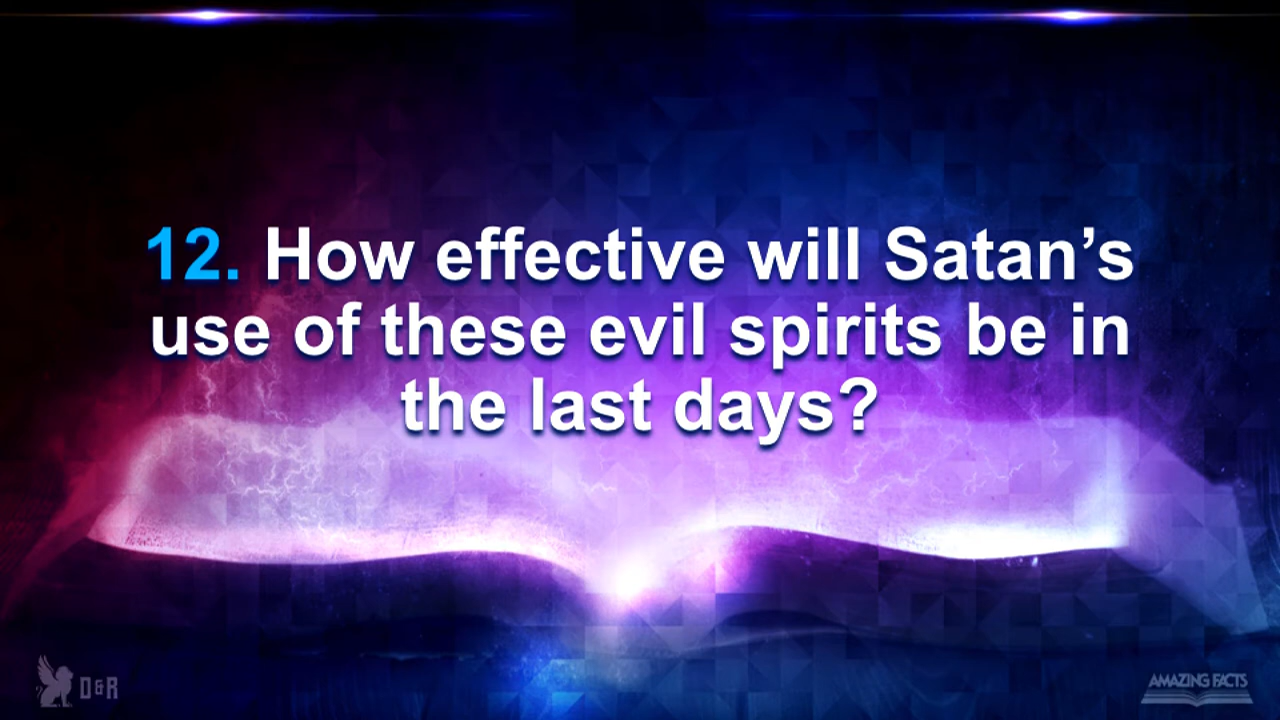 12. How effective will Satan’s
use of these evil spirits be in
the last days?
D&R
AMAZING FACTS